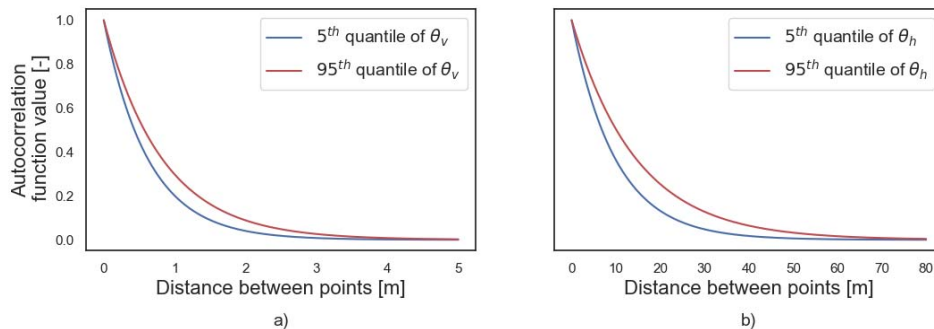 Autocorrelation
function value [-]
1.0
0.8
0.6
0.4
0.2
0.0
5th quantile of θv
95th quantile of θv
0 1 2 3 4 5
Distance between points [m]
a)
5th quantile of θh
95th quantile of θh
0 10 20 30 40 50 60 70 80
Distance between points [m]
b)